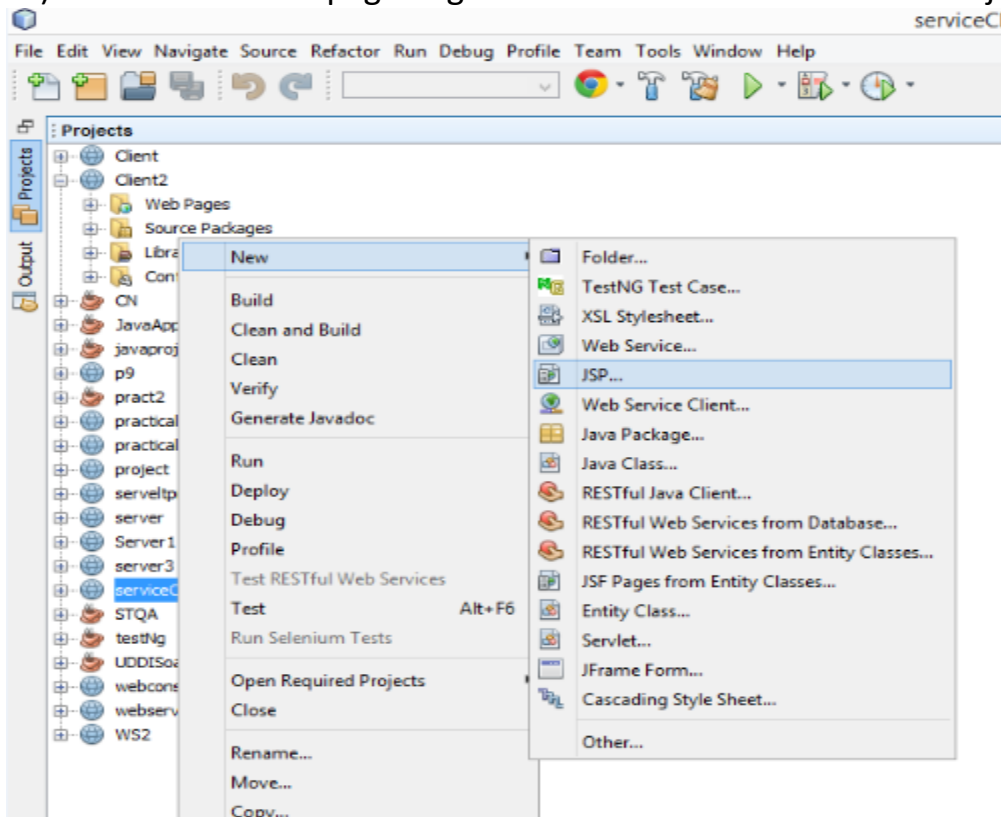 serviceCl
File Edit View Navigate Source Refactor Run Debug Profile Team Tools Window Help
Projects
Output
Projects
Client
Client2
Web Pages
Source Packages
Libra
Con
CN
JavaApp
javaproj
p9
pract2
practical
practical
project
serveltp
server
Server1
server3
serviceC
STQA
testNg
UDDISoa
webcons
webserv
WS2
New
Build
Clean and Build
Clean
Verify
Generate Javadoc
Run
Deploy
Debug
Profile
Test RESTful Web Services
Test Alt+F6
Run Selenium Tests
Open Required Projects
Close
Rename...
Move...
Copy...
Folder...
TestNG Test Case...
XSL Stylesheet...
Web Service...
JSP...
Web Service Client...
Java Package...
Java Class...
RESTful Java Client...
RESTful Web Services from Database...
RESTful Web Services from Entity Classes...
JSF Pages from Entity Classes...
Entity Class...
Servlet...
JFrame Form...
Cascading Style Sheet...
Other...